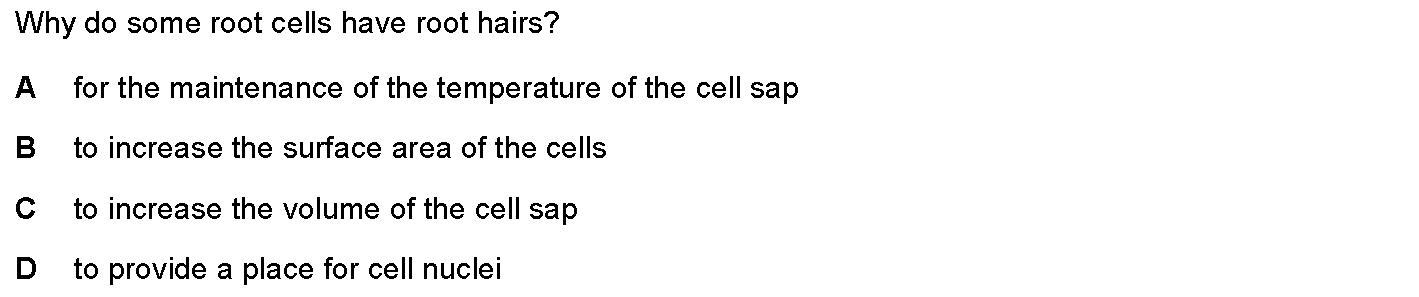 Why do some root cells have root hairs?
A for the maintenance of the temperature of the cell sap
B to increase the surface area of the cells
C to increase the volume of the cell sap
D to provide a place for cell nuclei